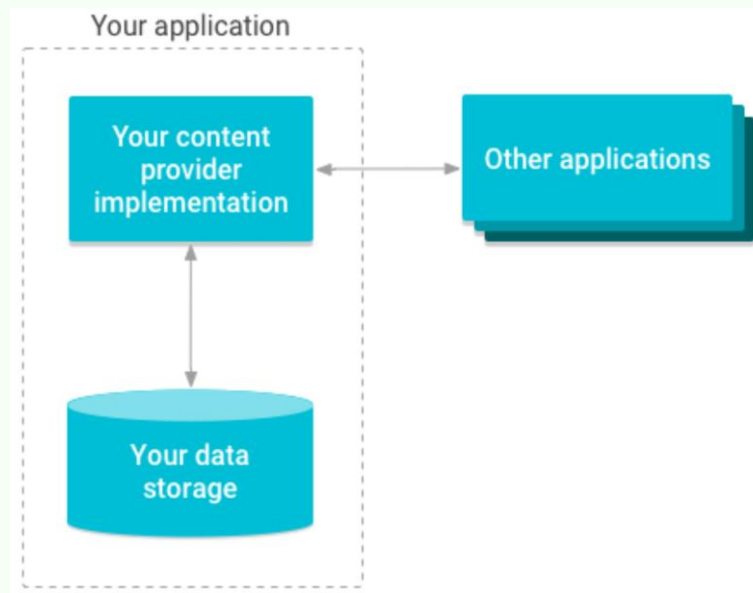 Your application
Your content
provider
implementation
Other applications
Your data
storage